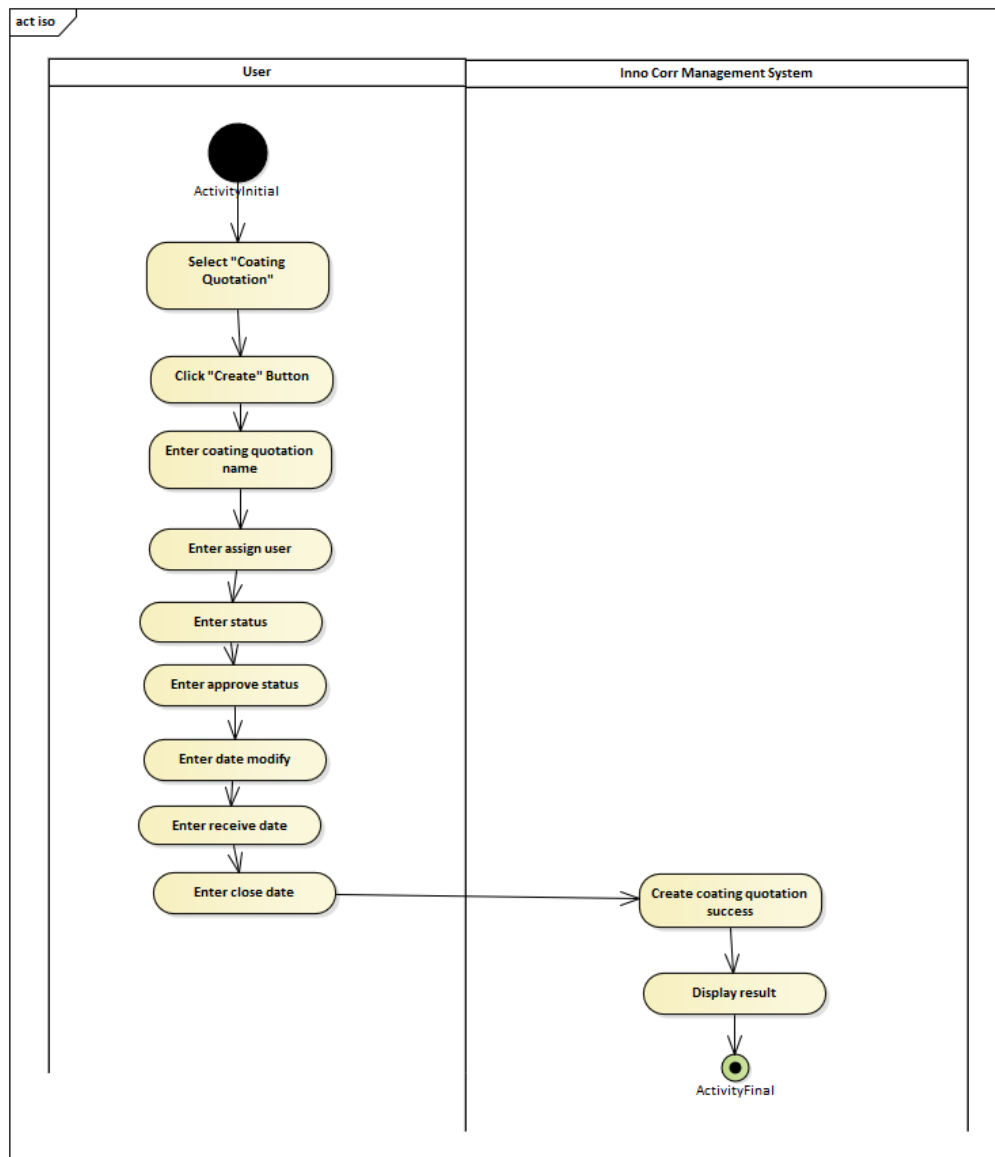 act iso
User
Inno Corr Management System
ActivityInitial
Select "Coating
Quotation"
Click "Create" Button
Enter coating quotation
name
Enter assign user
Enter status
Enter approve status
Enter date modify
Enter receive date
Enter close date
Create coating quotation
success
Display result
ActivityFinal